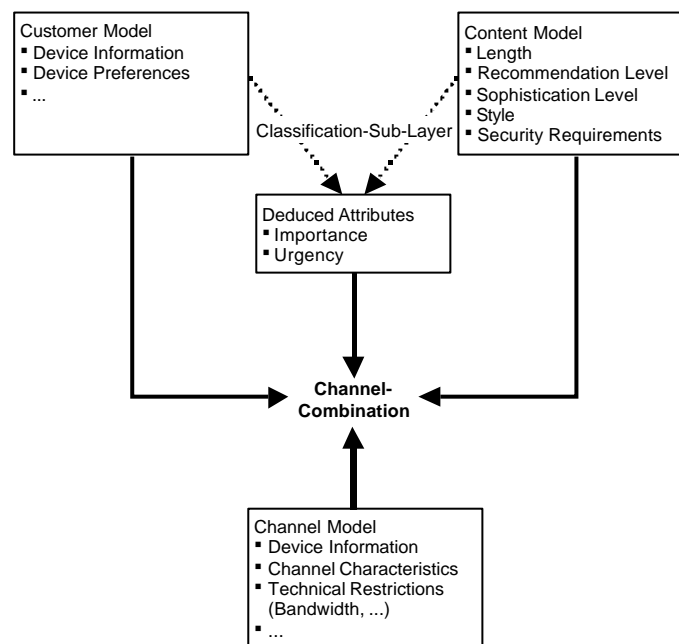 Customer Model
▪ Device Information
▪ Device Preferences
▪ ...
Content Model
▪ Length
▪ Recommendation Level
▪ Sophistication Level
▪ Style
▪ Security Requirements
Classification-Sub-Layer
Deduced Attributes
▪ Importance
▪ Urgency
Channel-
Combination
Channel Model
▪ Device Information
▪ Channel Characteristics
▪ Technical Restrictions
(Bandwidth, ...)
▪ ...